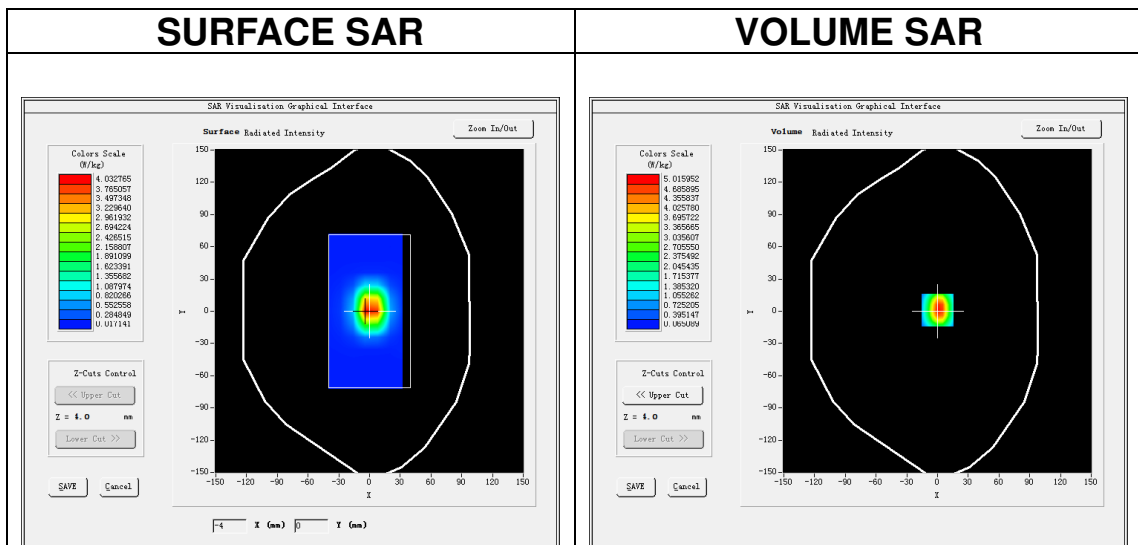 SURFACE SAR
VOLUME SAR
SAR Visualisation Graphical Interface
Surface Radiated Intensity
Zoom In/Out
Colors Scale
(W/kg)
4.032765
3.765057
3.497348
3.229640
2.961932
2.694224
2.426515
2.158807
1.891099
1.623391
1.355682
1.087974
0.820266
0.552558
0.284849
0.017141
Z-Cuts Control
<< Upper Cut
Z = 4.0 mm
Lower Cut >>
SAVE Cancel
150
120
90
60
30
0
-30
-60
-90
-120
-150
Y
-150 -120 -90 -60 -30 0 30 60 90 120 150
X
-4 X (mm) 0 Y (mm)
SAR Visualisation Graphical Interface
Volume Radiated Intensity
Zoom In/Out
Colors Scale
(W/kg)
5.015952
4.685895
4.355837
4.025780
3.695722
3.365665
3.035607
2.705550
2.375492
2.045435
1.715377
1.385320
1.055262
0.725205
0.395147
0.065089
Z-Cuts Control
<< Upper Cut
Z = 4.0 mm
Lower Cut >>
SAVE Cancel
150
120
90
60
30
0
-30
-60
-90
-120
-150
Y
-150 -120 -90 -60 -30 0 30 60 90 120 150
X